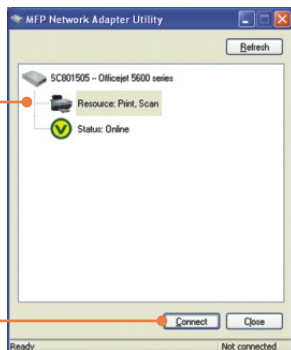 MFP Network Adapter Utility
Refresh
SC801505 -- Officejet 5600 series
Resource: Print, Scan
Status: Online
Connect
Close
Ready
Not connected